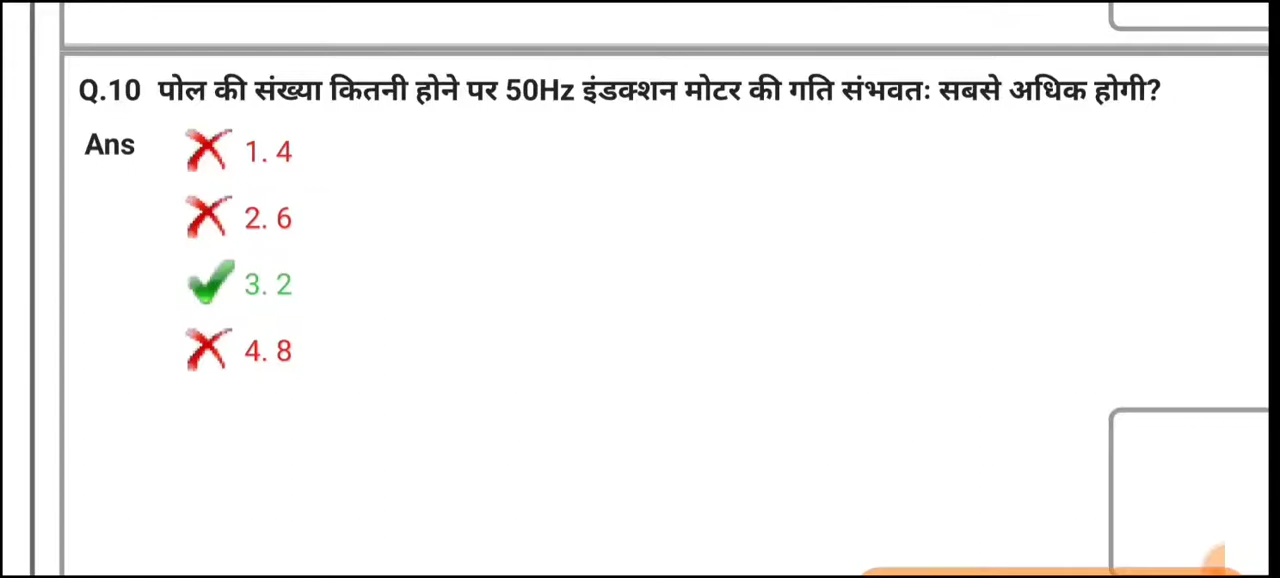 Q.10 पोल की संख्या कितनी होने पर 50Hz इंडक्शन मोटर की गति संभवतः सबसे अधिक होगी?
Ans 1. 4
2. 6
3. 2
4. 8